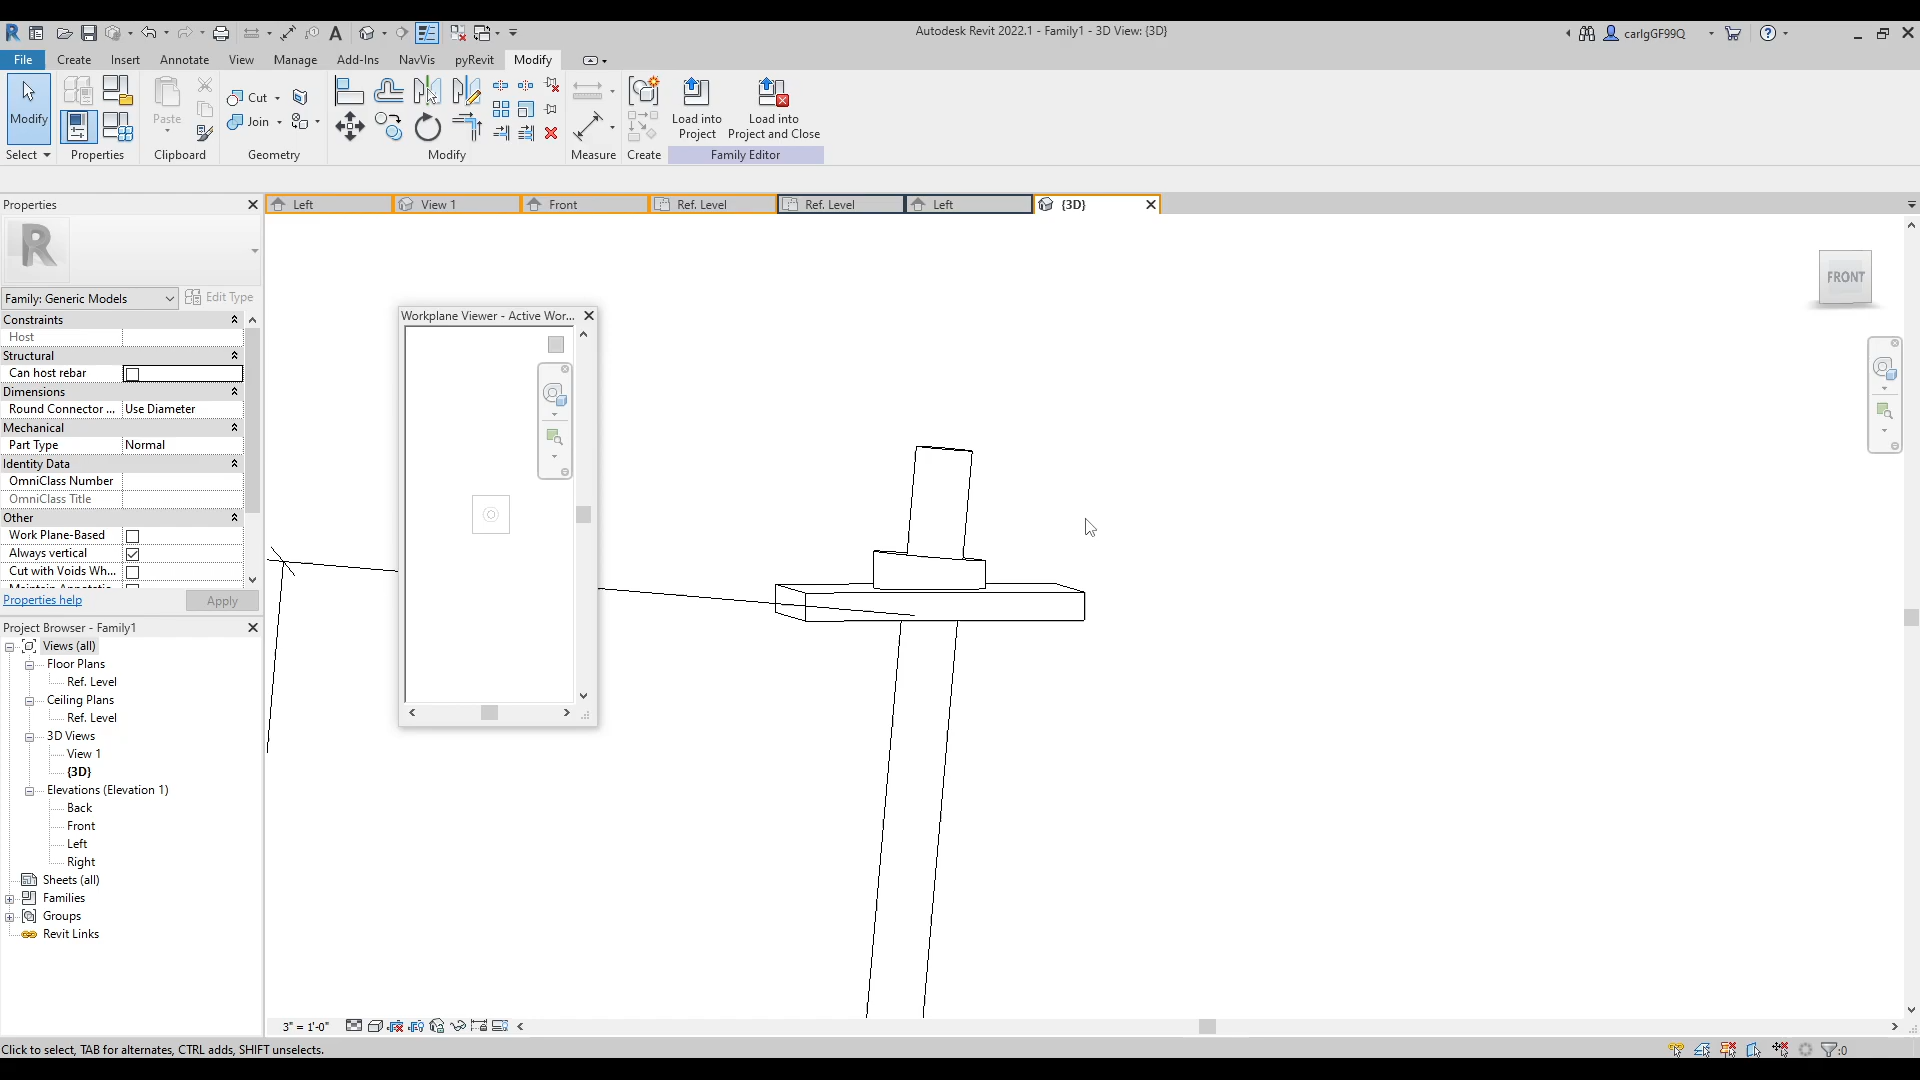 Autodesk Revit 2022.1 - Family1 - 3D View: {3D}
carlgGF99Q
File
Create
Insert
Annotate
View
Manage
Add-Ins
NavVis
pyRevit
Modify
Modify
Select
Properties
Paste
Clipboard
Cut
Join
Geometry
Modify
Measure
Create
Load into
Project
Load into
Project and Close
Family Editor
Properties
Left
View 1
Front
Ref. Level
Ref. Level
Left
{3D}
Family: Generic Models
Edit Type
Constraints
Host
Structural
Can host rebar
Dimensions
Round Connector ... Use Diameter
Mechanical
Part Type Normal
Identity Data
OmniClass Number
OmniClass Title
Other
Work Plane-Based
Always vertical
Cut with Voids Wh...
Properties help
Apply
Project Browser - Family1
Views (all)
Floor Plans
Ref. Level
Ceiling Plans
Ref. Level
3D Views
View 1
{3D}
Elevations (Elevation 1)
Back
Front
Left
Right
Sheets (all)
Families
Groups
Revit Links
Workplane Viewer - Active Wor...
FRONT
3" = 1'-0"
Click to select, TAB for alternates, CTRL adds, SHIFT unselects.
:0